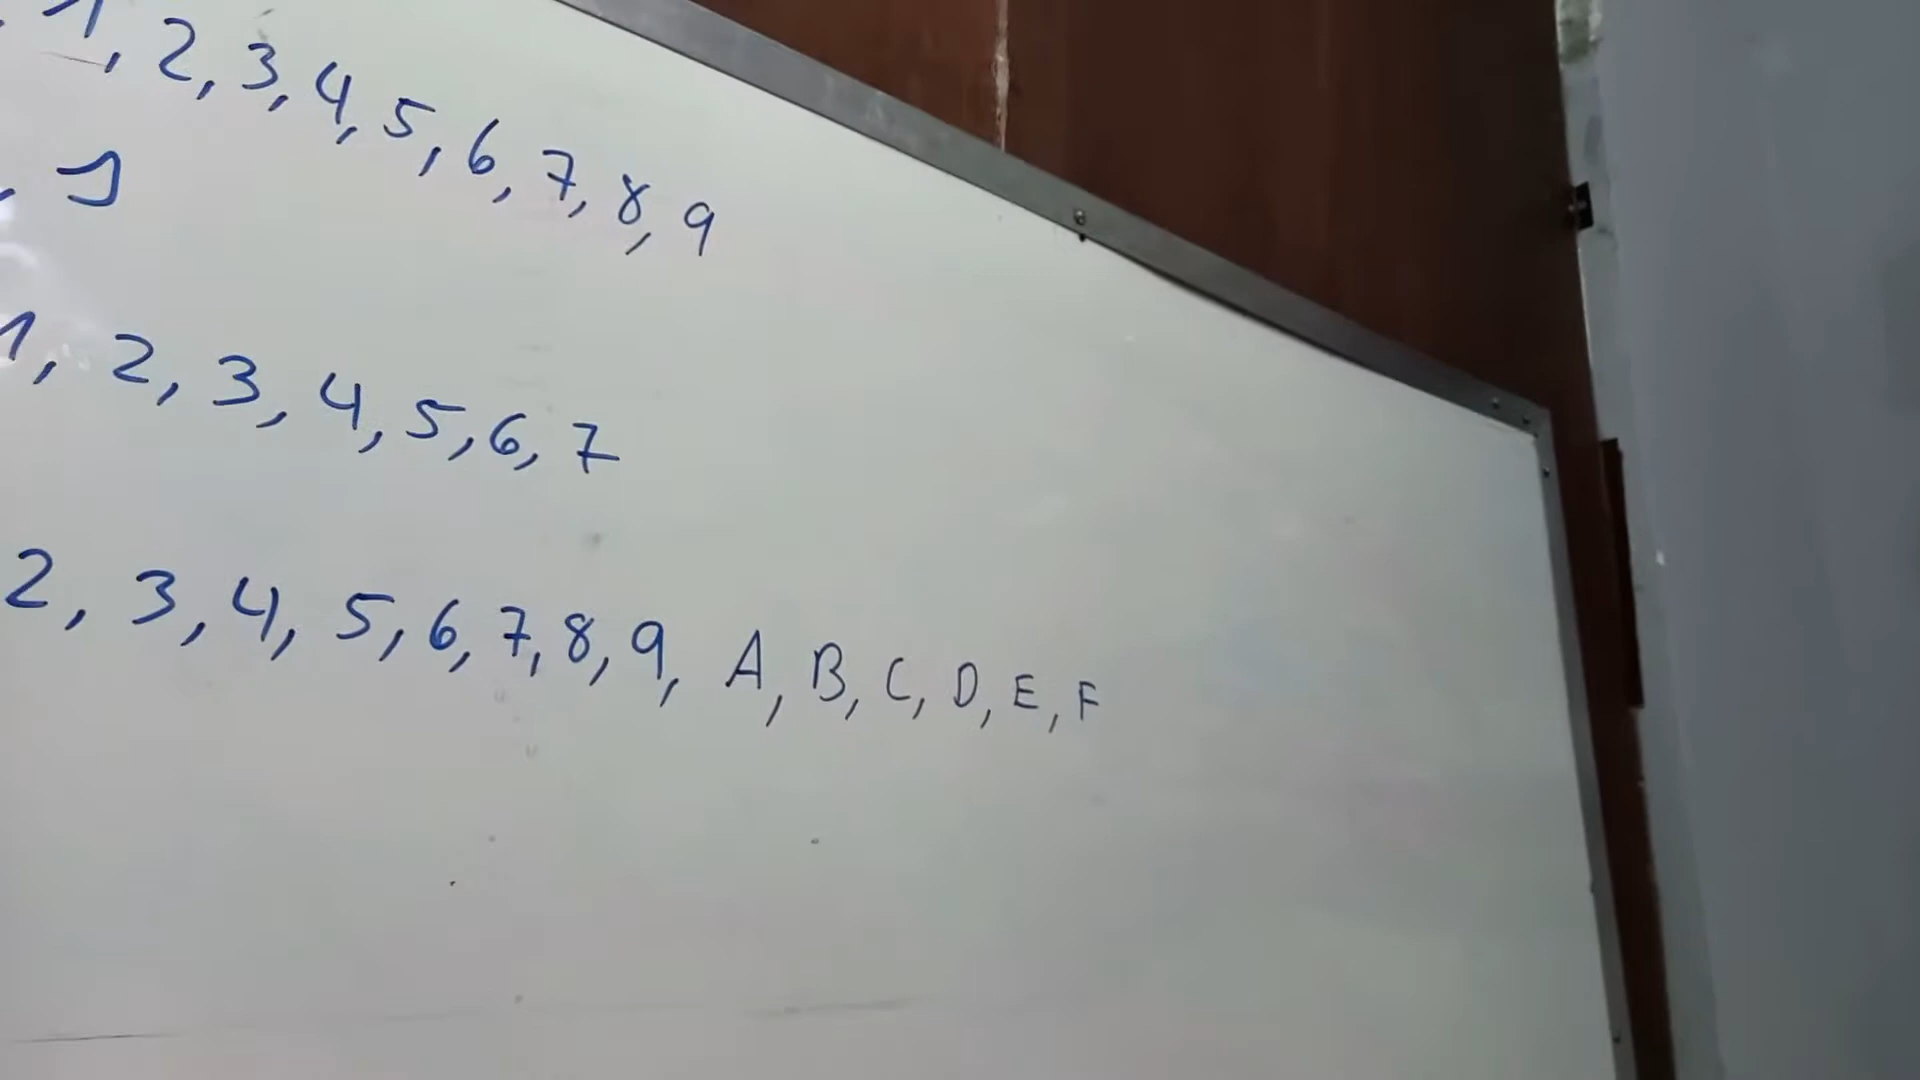 , 1, 2, 3, 4, 5, 6, 7, 8, 9
, 1
1, 2, 3, 4, 5, 6, 7
2, 3, 4, 5, 6, 7, 8, 9, A, B, C, D, E, F